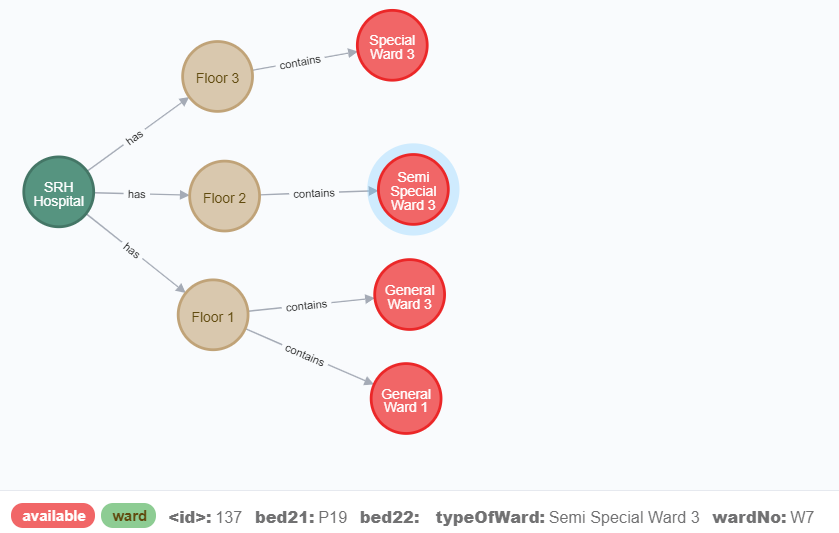 Special
Ward 3
contains
Floor 3
has
Semi
Special
Ward 3
contains
Floor 2
has
SRH
Hospital
has
General
Ward 3
contains
Floor 1
contains
General
Ward 1
available ward <id>: 137 bed21: P19 bed22: typeOfWard: Semi Special Ward 3 wardNo: W7